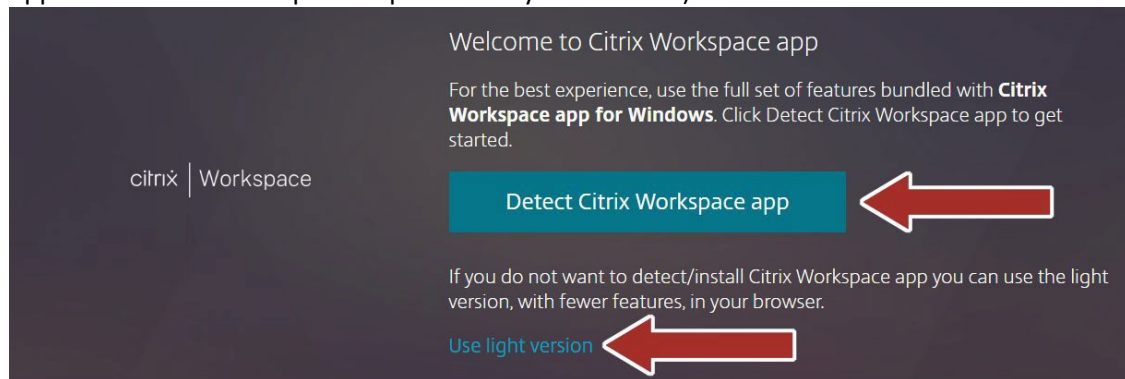 Welcome to Citrix Workspace app
For the best experience, use the full set of features bundled with Citrix
Workspace app for Windows. Click Detect Citrix Workspace app to get
started.
citrix | Workspace
Detect Citrix Workspace app
If you do not want to detect/install Citrix Workspace app you can use the light
version, with fewer features, in your browser.
Use light version